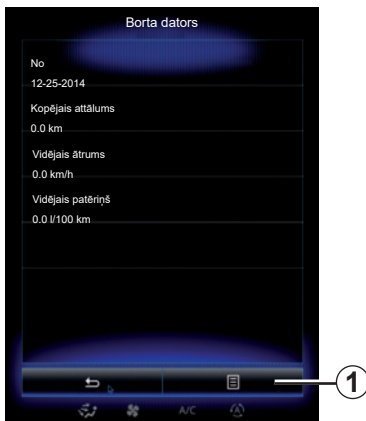 Borta dators
No
12-25-2014
Kopējais attālums
0.0 km
Vidējais ātrums
0.0 km/h
Vidējais patēriņš
0.0 l/100 km
1
A/C